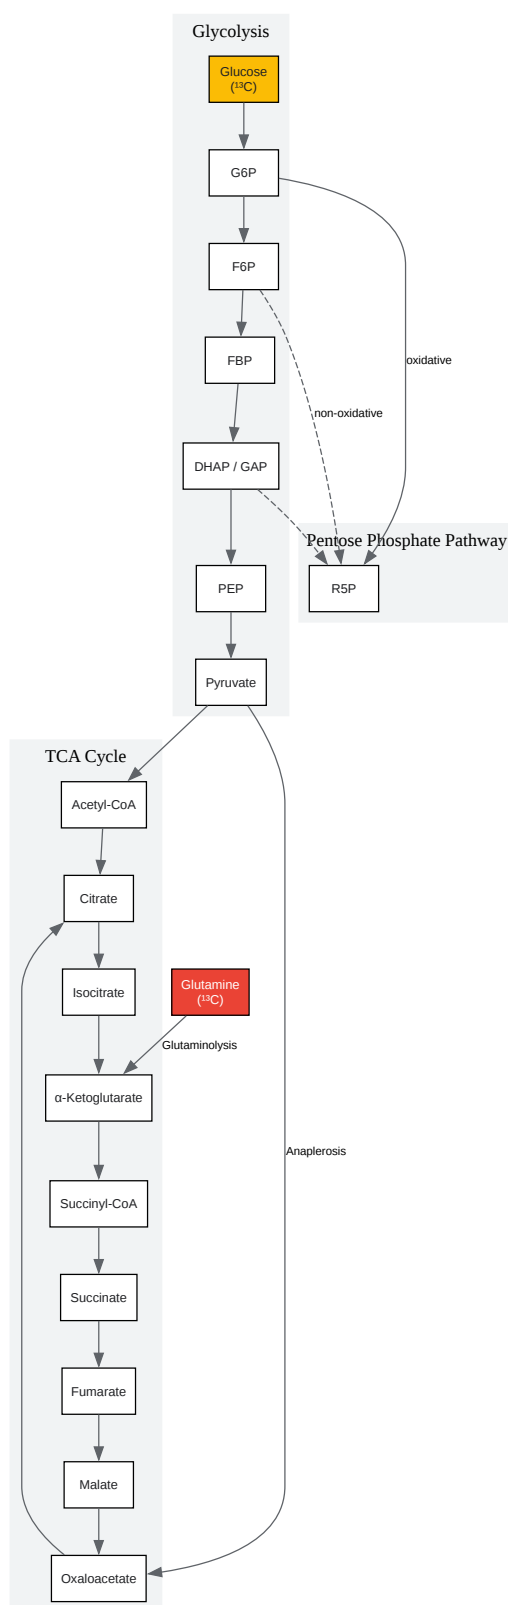 Glycolysis
Glucose
(¹³C)
G6P
F6P
FBP
oxidative
non-oxidative
DHAP / GAP
Pentose Phosphate Pathway
PEP
R5P
Pyruvate
TCA Cycle
Acetyl-CoA
Citrate
Isocitrate
Glutamine
(¹³C)
Glutaminolysis
α-Ketoglutarate
Anaplerosis
Succinyl-CoA
Succinate
Fumarate
Malate
Oxaloacetate